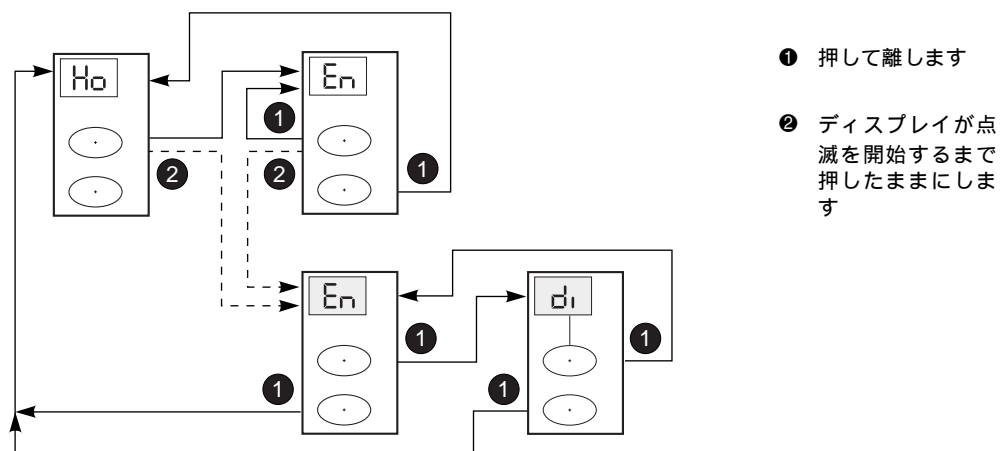 Ho
En
1
2
2
1
En
di
1
1
1
1
❶ 押して離します
❷ ディスプレイが点
滅を開始するまで
押したままにしま
す